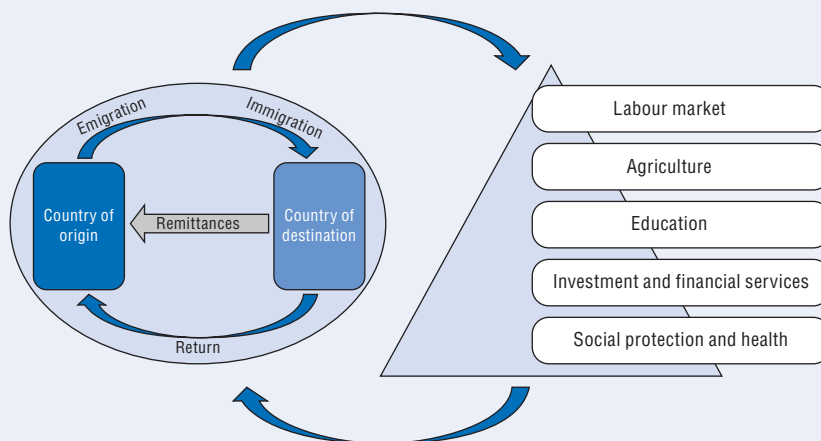 Emigration
Immigration
Country of
origin
Remittances
Country of
destination
Return
Labour market
Agriculture
Education
Investment and financial services
Social protection and health